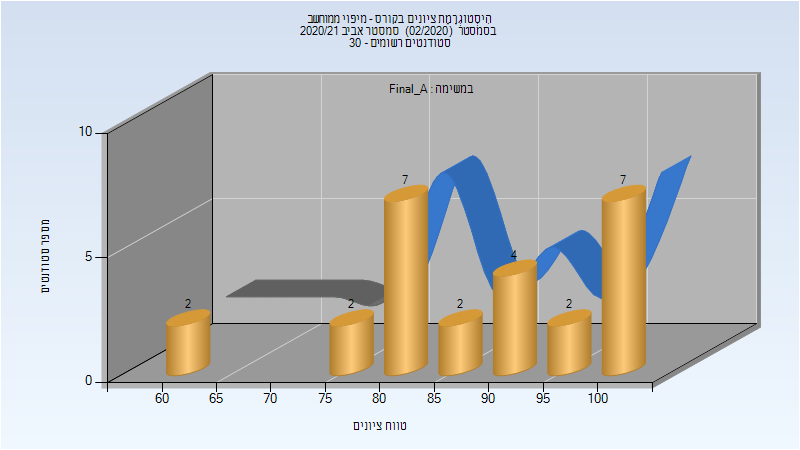 היסטוגרמת ציונים בקורס - מיפוי ממוחשב
בסמסטר (02/2020) סמסטר אביב 2020/21
סטודנטים רשומים - 30
במשימה : Final_A
10
5
0
מספר סטודנטים
2
2
7
2
4
2
7
60 65 70 75 80 85 90 95 100
טווח ציונים